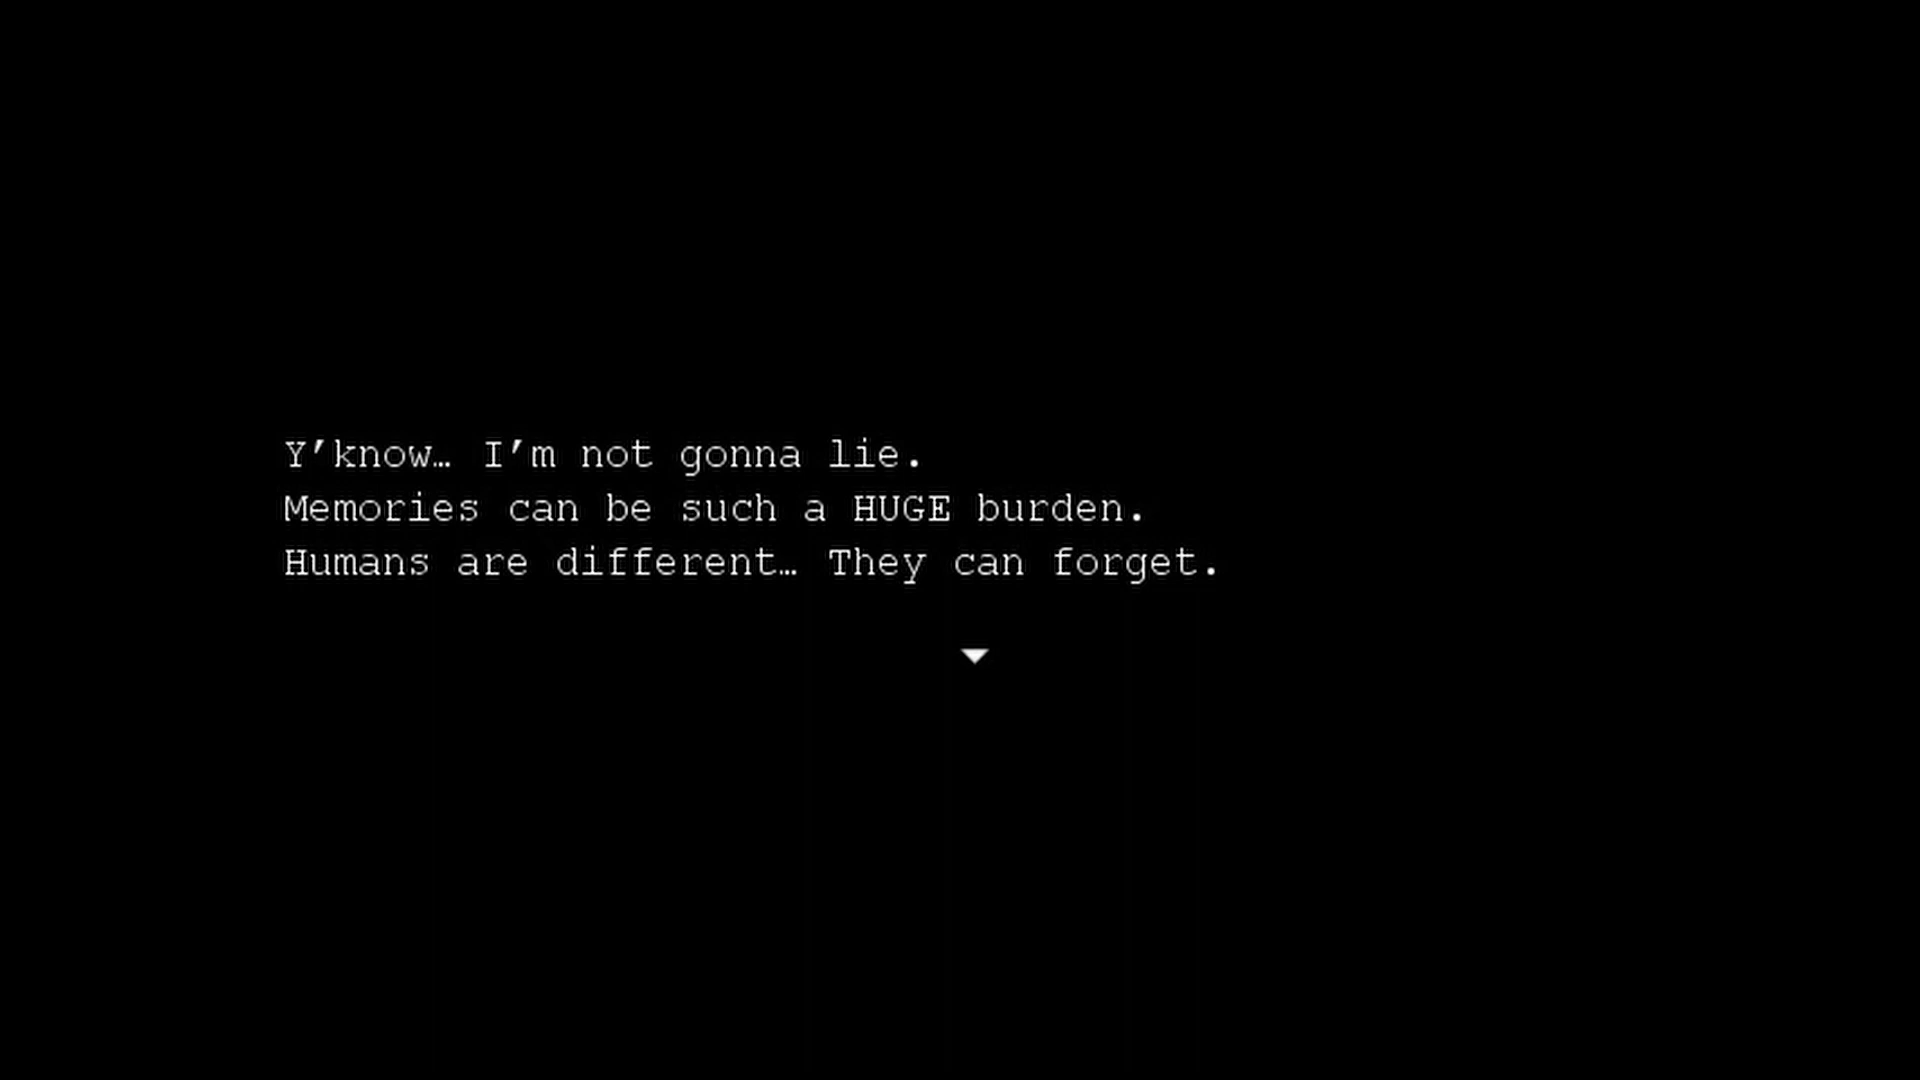 Y’know… I’m not gonna lie.
Memories can be such a HUGE burden.
Humans are different… They can forget.